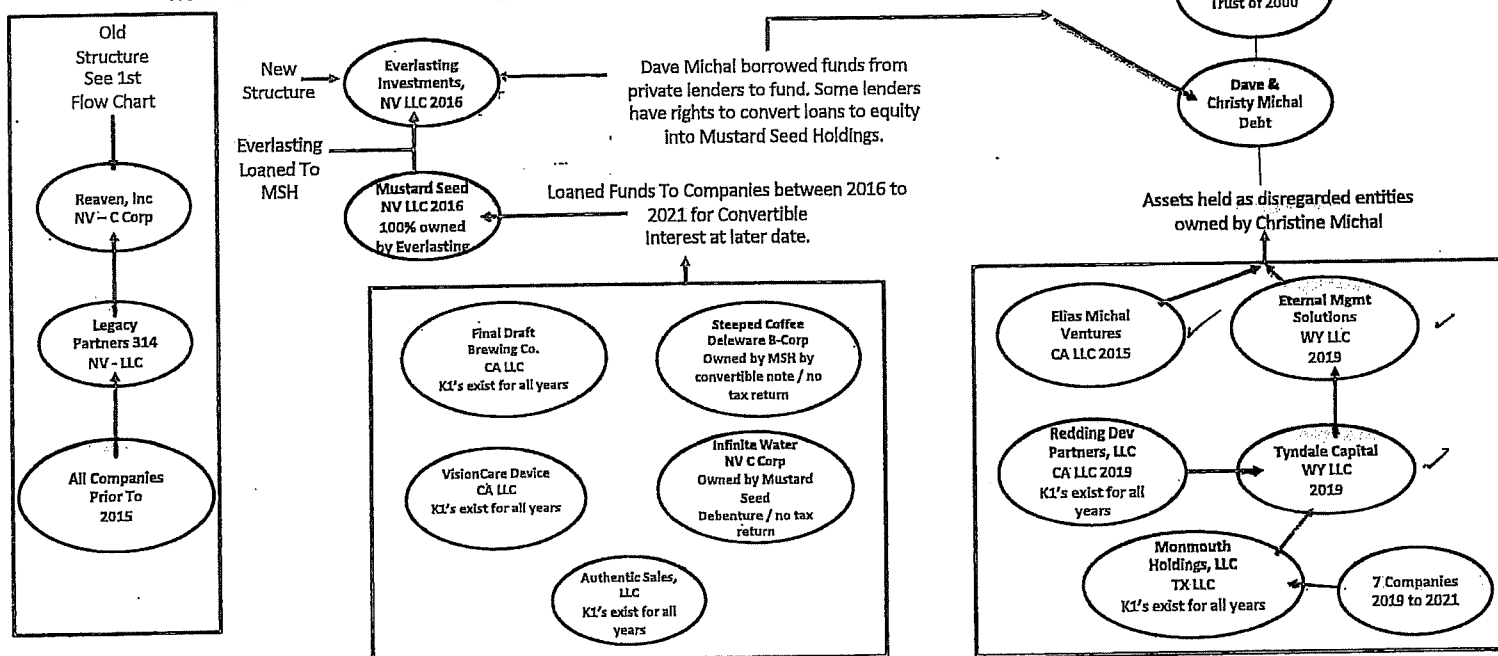 Trust of 2000
Old
Structure
See 1st
Flow Chart
Reaven, Inc
NV – C Corp
Legacy
Partners 314
NV - LLC
All Companies
Prior To
2015
New
Structure
Everlasting
Investments,
NV LLC 2016
Everlasting
Loaned To
MSH
Mustard Seed
NV LLC 2016
100% owned
by Everlasting
Dave Michal borrowed funds from
private lenders to fund. Some lenders
have rights to convert loans to equity
into Mustard Seed Holdings.
Loaned Funds To Companies between 2016 to
2021 for Convertible
Interest at later date.
Final Draft
Brewing Co.
CA LLC
K1's exist for all years
Steeped Coffee
Deleware B-Corp
Owned by MSH by
convertible note / no
tax return
VisionCare Device
CA LLC
K1's exist for all years
Infinite Water
NV C Corp
Owned by Mustard
Seed
Debenture / no tax
return
Authentic Sales,
LLC
K1's exist for all
years
Dave &
Christy Michal
Debt
Assets held as disregarded entities
owned by Christine Michal
Elias Michal
Ventures
CA LLC 2015
Eternal Mgmt
Solutions
WY LLC
2019
Redding Dev
Partners, LLC
CA LLC 2019
K1's exist for all
years
Tyndale Capital
WY LLC
2019
Monmouth
Holdings, LLC
TX LLC
K1's exist for all years
7 Companies
2019 to 2021